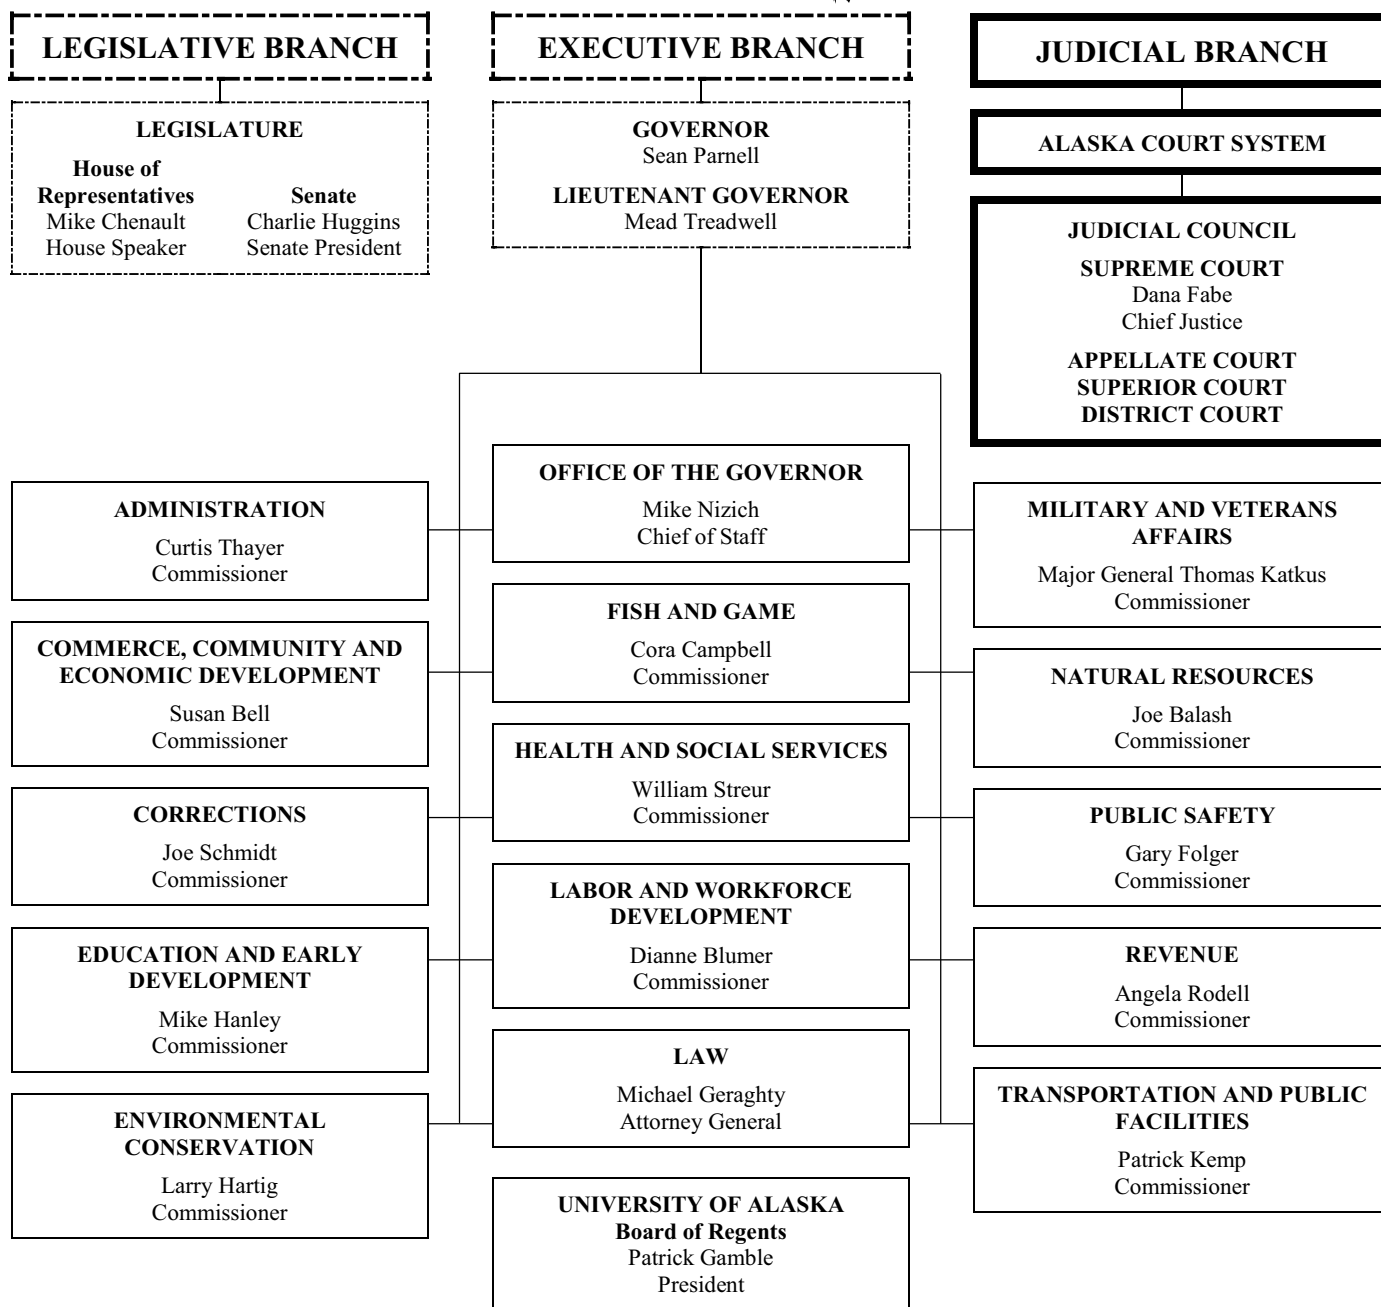 LEGISLATIVE BRANCH
LEGISLATURE
House of
Representatives
Mike Chenault
House Speaker
Senate
Charlie Huggins
Senate President
EXECUTIVE BRANCH
GOVERNOR
Sean Parnell
LIEUTENANT GOVERNOR
Mead Treadwell
JUDICIAL BRANCH
ALASKA COURT SYSTEM
JUDICIAL COUNCIL
SUPREME COURT
Dana Fabe
Chief Justice
APPELLATE COURT
SUPERIOR COURT
DISTRICT COURT
ADMINISTRATION
Curtis Thayer
Commissioner
COMMERCE, COMMUNITY AND
ECONOMIC DEVELOPMENT
Susan Bell
Commissioner
CORRECTIONS
Joe Schmidt
Commissioner
EDUCATION AND EARLY
DEVELOPMENT
Mike Hanley
Commissioner
ENVIRONMENTAL
CONSERVATION
Larry Hartig
Commissioner
OFFICE OF THE GOVERNOR
Mike Nizich
Chief of Staff
FISH AND GAME
Cora Campbell
Commissioner
HEALTH AND SOCIAL SERVICES
William Streur
Commissioner
LABOR AND WORKFORCE
DEVELOPMENT
Dianne Blumer
Commissioner
LAW
Michael Geraghty
Attorney General
UNIVERSITY OF ALASKA
Board of Regents
Patrick Gamble
President
MILITARY AND VETERANS
AFFAIRS
Major General Thomas Katkus
Commissioner
NATURAL RESOURCES
Joe Balash
Commissioner
PUBLIC SAFETY
Gary Folger
Commissioner
REVENUE
Angela Rodell
Commissioner
TRANSPORTATION AND PUBLIC
FACILITIES
Patrick Kemp
Commissioner